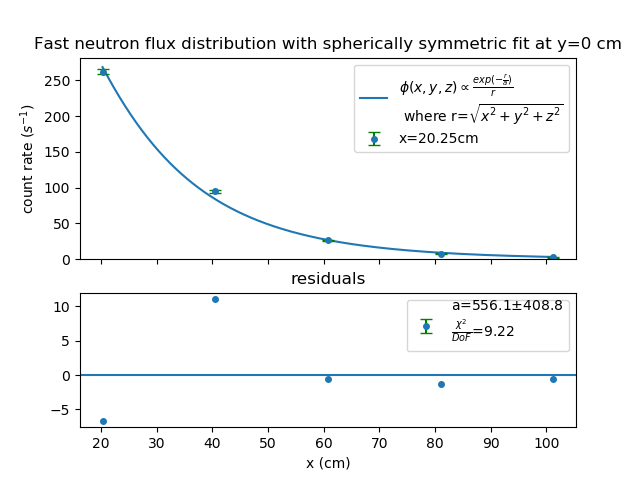 Fast neutron flux distribution with spherically symmetric fit at y=0 cm
250
200
150
100
50
0
count rate (s⁻¹)
ϕ(x, y, z) ∝ exp(−r/a)/r
where r=√x²+y²+z²
x=20.25cm
residuals
10
5
0
−5
a=556.1±408.8
χ²/DoF=9.22
20 30 40 50 60 70 80 90 100
x (cm)